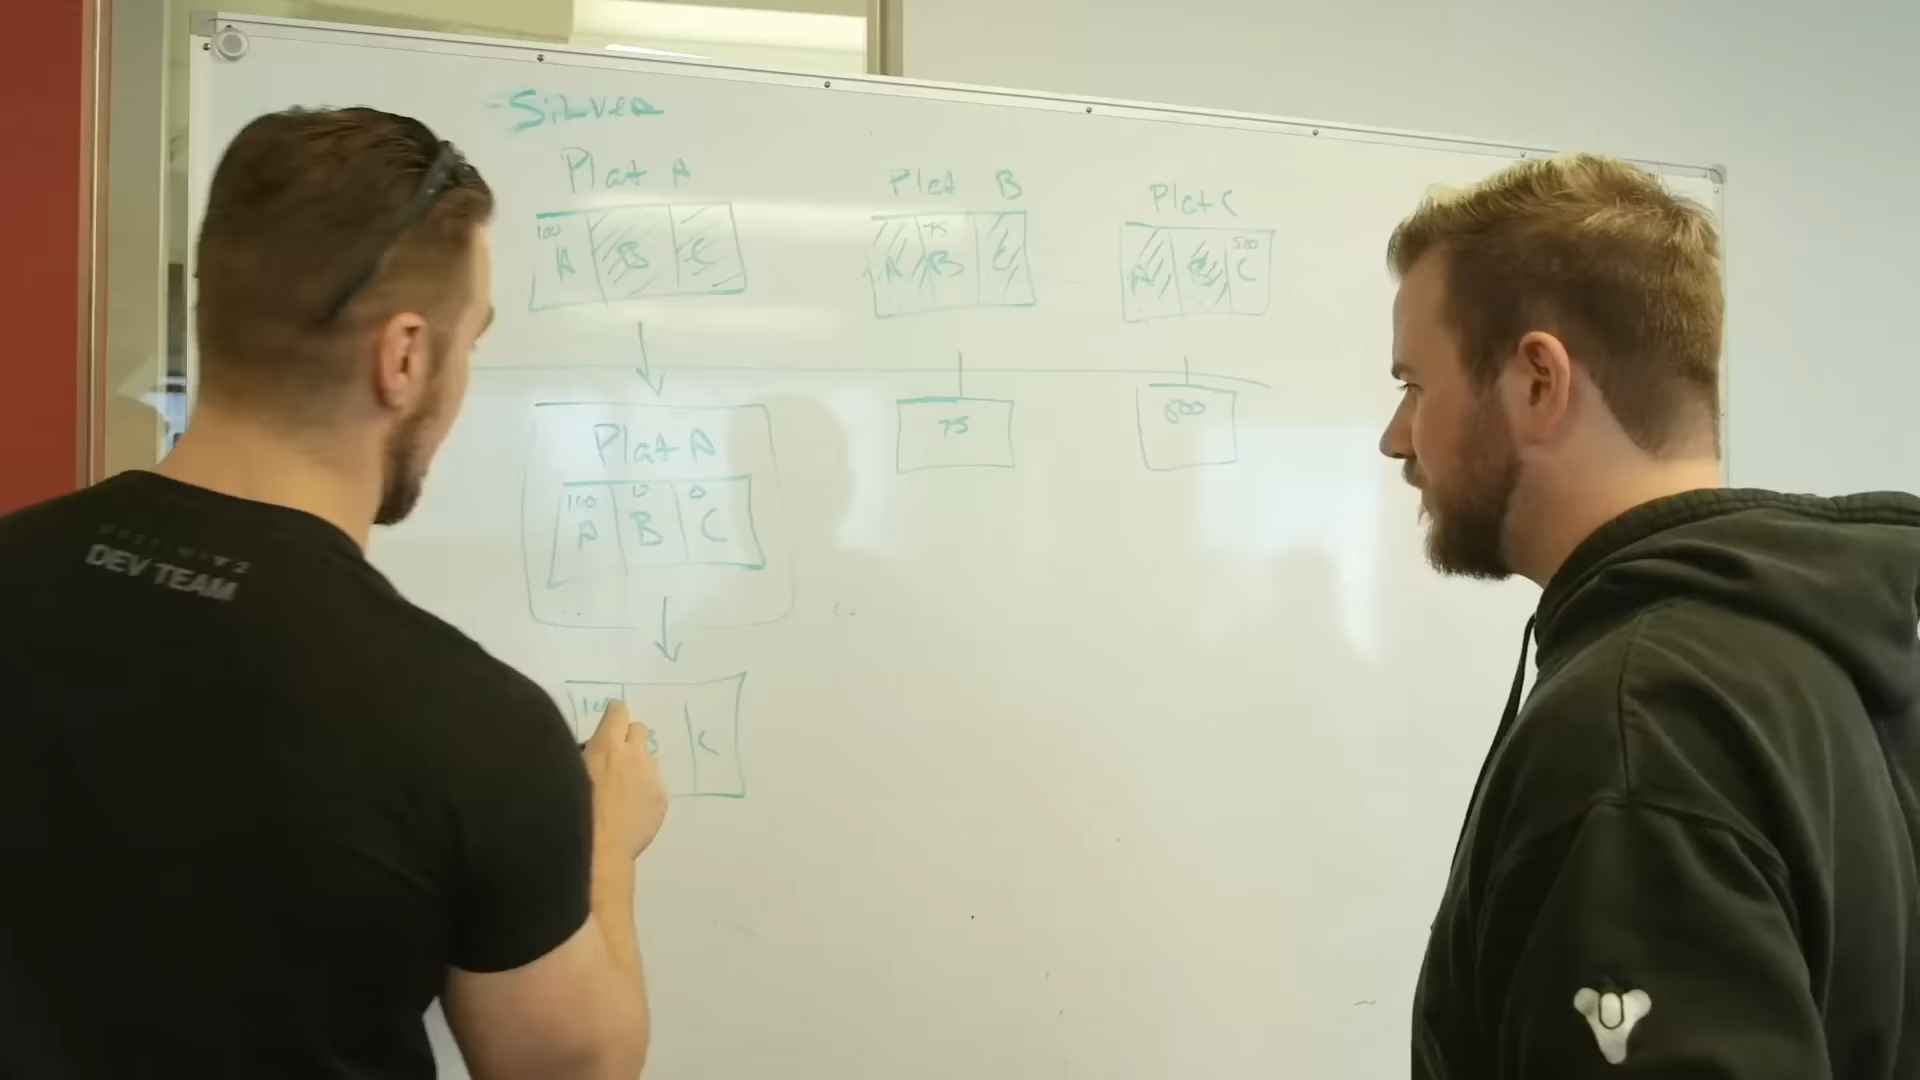 - Silver
Plat A
100
A B C
Plat B
75
A B C
Plat C
500
A C
75
500
Plat A
100 0 0
A B C
C
DEV TEAM